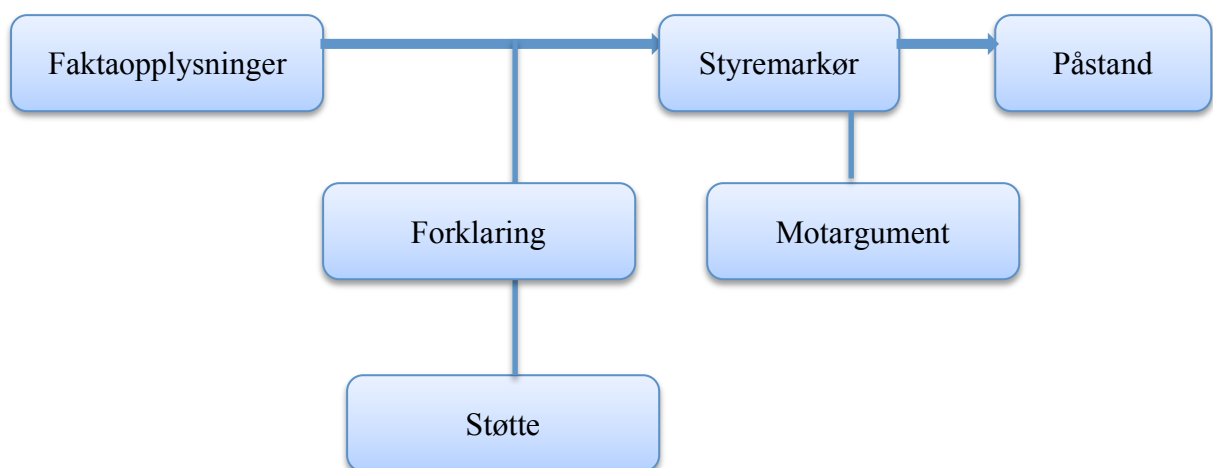 Faktaopplysninger
Styremarkør
Påstand
Forklaring
Motargument
Støtte